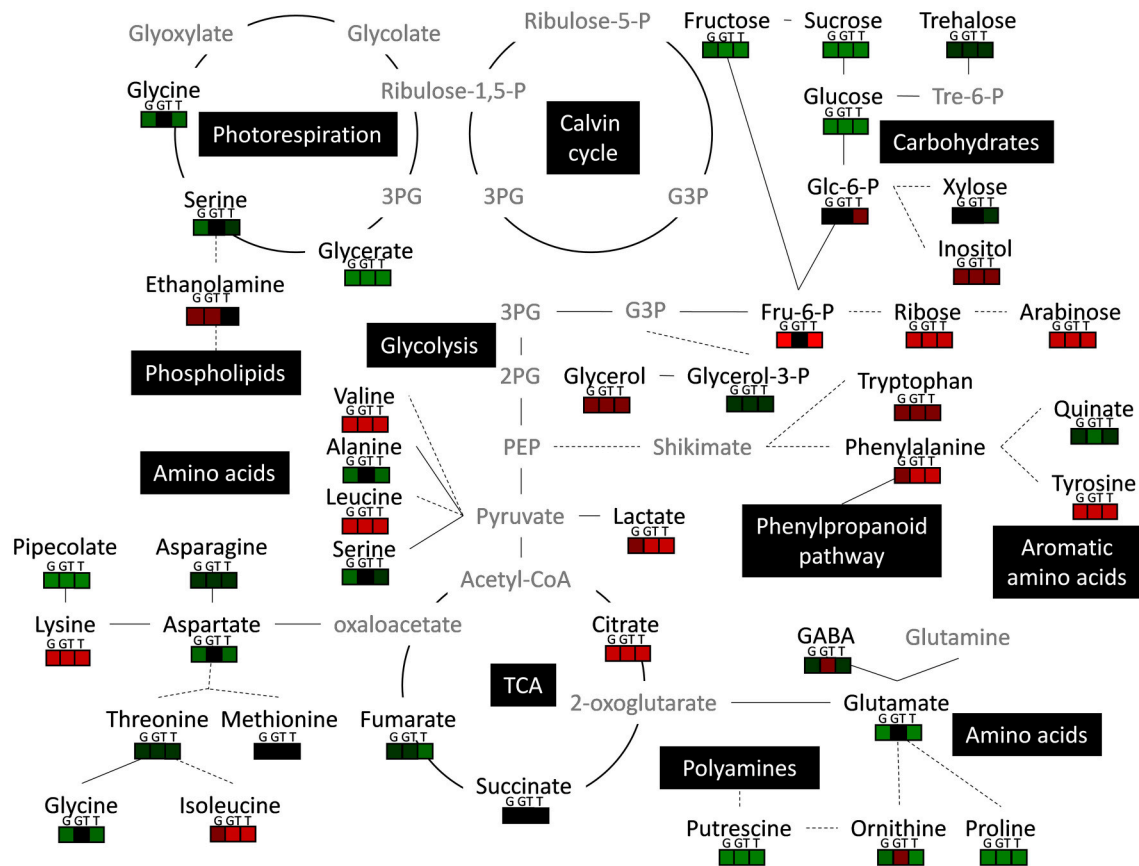 Ribulose-5-P
Fructose
G GT T
Sucrose
G GT T
Trehalose
G GT T
Glyoxylate
Glycolate
Glycine
G GT T
Ribulose-1,5-P
Glucose
G GT T
Tre-6-P
Photorespiration
Calvin
cycle
Carbohydrates
Serine
G GT T
3PG
3PG
G3P
Glc-6-P
G GT T
Xylose
G GT T
Glycerate
G GT T
Inositol
G GT T
Ethanolamine
G GT T
3PG
G3P
Fru-6-P
G GT T
Ribose
G GT T
Arabinose
G GT T
Glycolysis
Phospholipids
2PG
Glycerol
G GT T
Glycerol-3-P
G GT T
Tryptophan
G GT T
Valine
G GT T
Quinate
G GT T
Alanine
G GT T
PEP
Shikimate
Phenylalanine
G GT T
Amino acids
Leucine
G GT T
Tyrosine
G GT T
Pyruvate
Lactate
G GT T
Phenylpropanoid
pathway
Aromatic
amino acids
Pipecolate
G GT T
Asparagine
G GT T
Serine
G GT T
Acetyl-CoA
Lysine
G GT T
Aspartate
G GT T
oxaloacetate
Citrate
G GT T
GABA
G GT T
Glutamine
TCA
2-oxoglutarate
Glutamate
G GT T
Amino acids
Threonine
G GT T
Methionine
G GT T
Fumarate
G GT T
Polyamines
Succinate
G GT T
Glycine
G GT T
Isoleucine
G GT T
Putrescine
G GT T
Ornithine
G GT T
Proline
G GT T